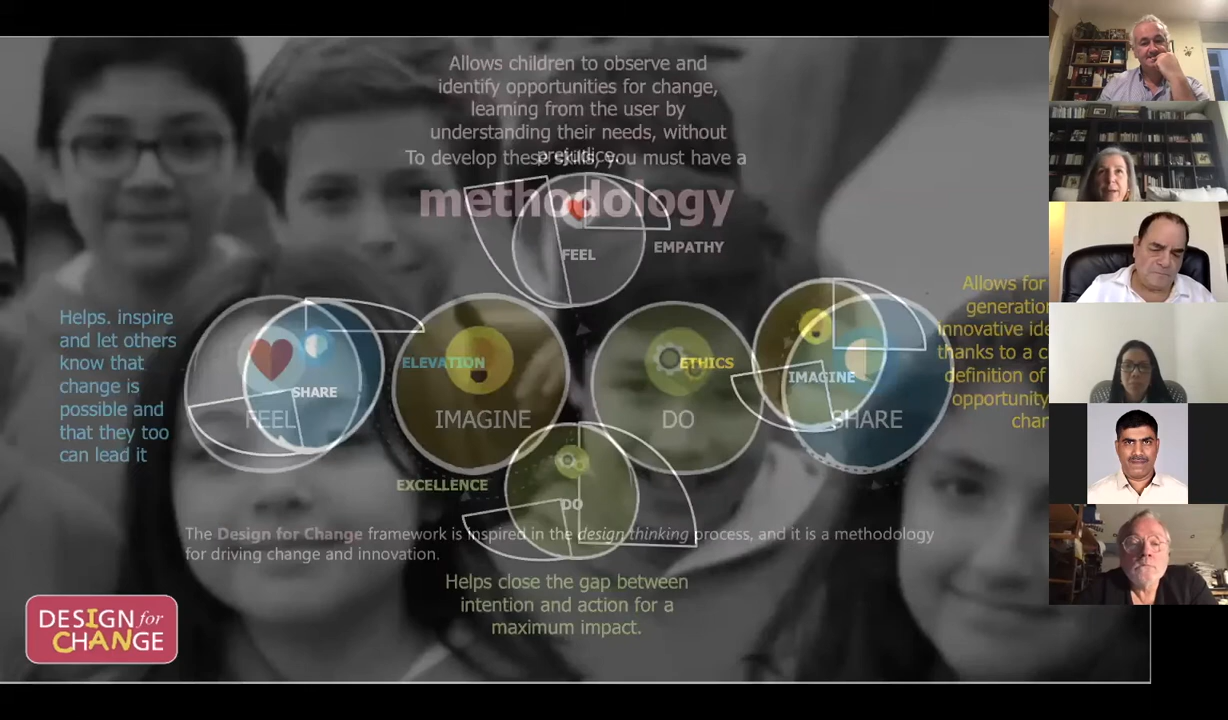 Allows children to observe and
identify opportunities for change,
learning from the user by
understanding their needs, without
prejudice.
To develop these skills, you must have a
methodology
FEEL
EMPATHY
Helps. inspire
and let others
know that
change is
possible and
that they too
can lead it
SHARE
FEEL
ELEVATION
IMAGINE
ETHICS
DO
IMAGINE
SHARE
Allows for
generation
innovative
thanks to a
definition of
opportunity
EXCELLENCE
DO
The Design for Change framework is inspired in the design thinking process, and it is a methodology
for driving change and innovation.
Helps close the gap between
intention and action for a
maximum impact.
DESIGN for
CHANGE